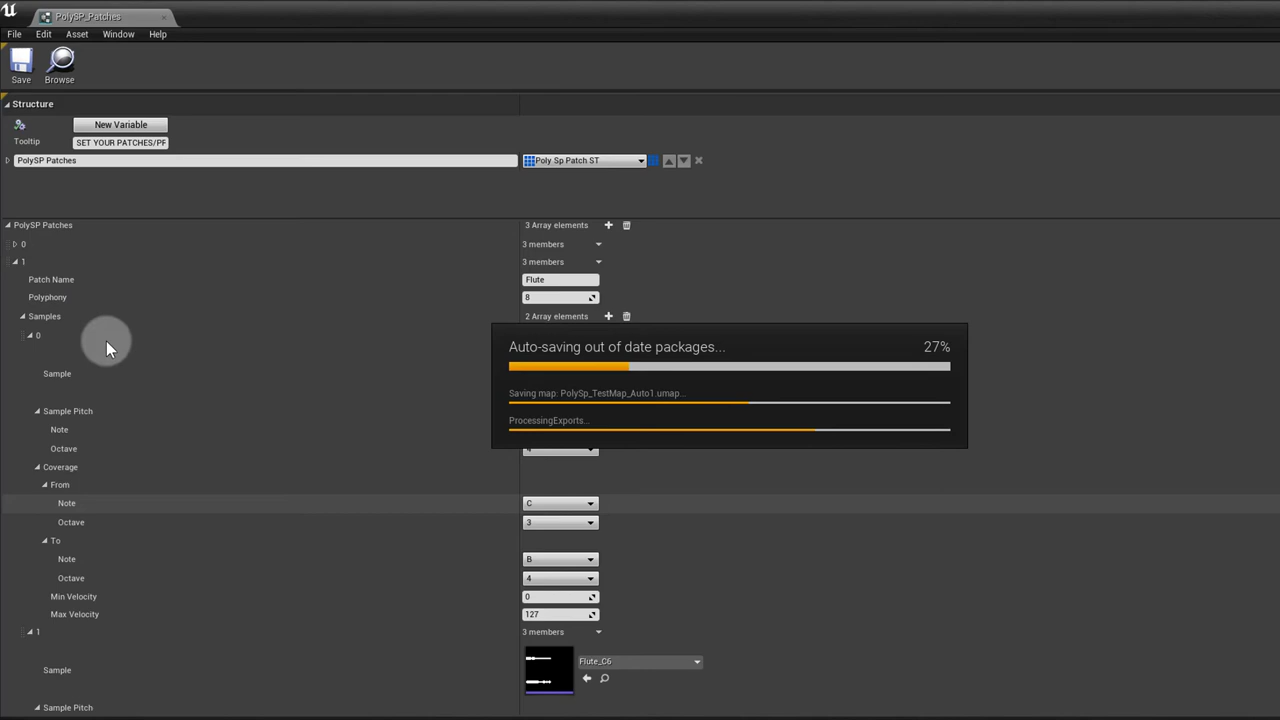 PolySP_Patches
File Edit Asset Window Help
Save Browse
Structure
New Variable
Tooltip SET YOUR PATCHES/PF
PolySP Patches Poly Sp Patch ST
PolySP Patches 3 Array elements
0 3 members
1 3 members
Patch Name Flute
Polyphony 8
Samples 2 Array elements
0
Auto-saving out of date packages... 27%
Sample
Saving map: PolySp_TestMap_Auto1.umap...
Sample Pitch
ProcessingExports...
Note
Octave
Coverage
From
Note C
Octave 3
To
Note B
Octave 4
Min Velocity 0
Max Velocity 127
1 3 members
Sample Flute_C6
Sample Pitch